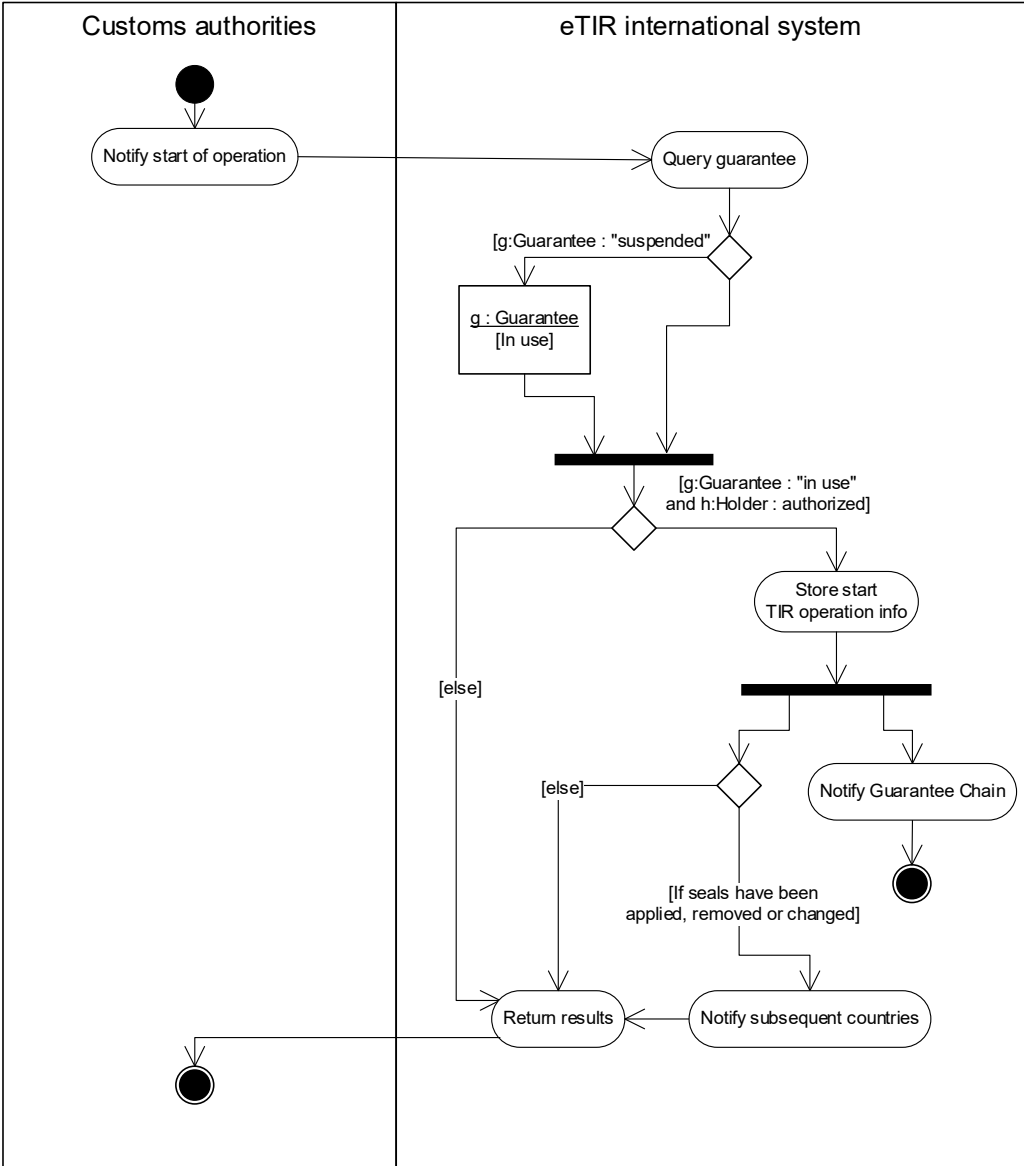 Customs authorities
eTIR international system
Notify start of operation
Query guarantee
[g:Guarantee : "suspended"
g : Guarantee
[In use]
[g:Guarantee : "in use"
and h:Holder : authorized]
Store start
TIR operation info
[else]
[else]
Notify Guarantee Chain
[If seals have been
applied, removed or changed]
Return results
Notify subsequent countries